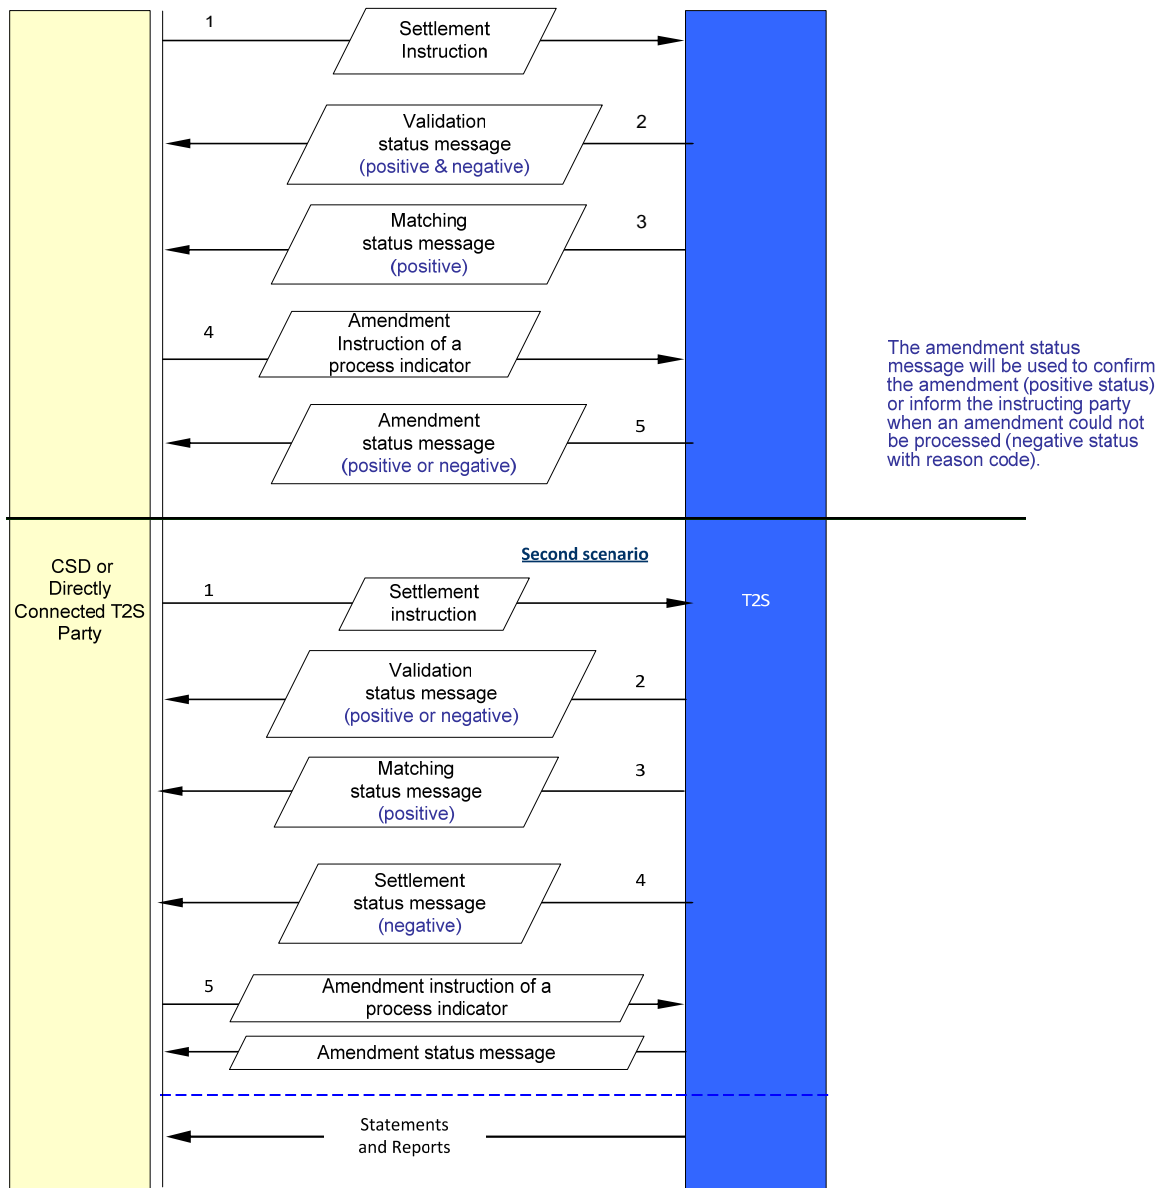 1
Settlement
Instruction
Validation
status message
(positive & negative)
2
Matching
status message
(positive)
3
4
Amendment
Instruction of a
process indicator
The amendment status
message will be used to confirm
the amendment (positive status)
or inform the instructing party
when an amendment could not
be processed (negative status
with reason code).
Amendment
status message
(positive or negative)
5
Second scenario
CSD or
Directly
Connected T2S
Party
T2S
1
Settlement
instruction
Validation
status message
(positive or negative)
2
Matching
status message
(positive)
3
Settlement
status message
(negative)
4
5
Amendment instruction of a
process indicator
Amendment status message
Statements
and Reports